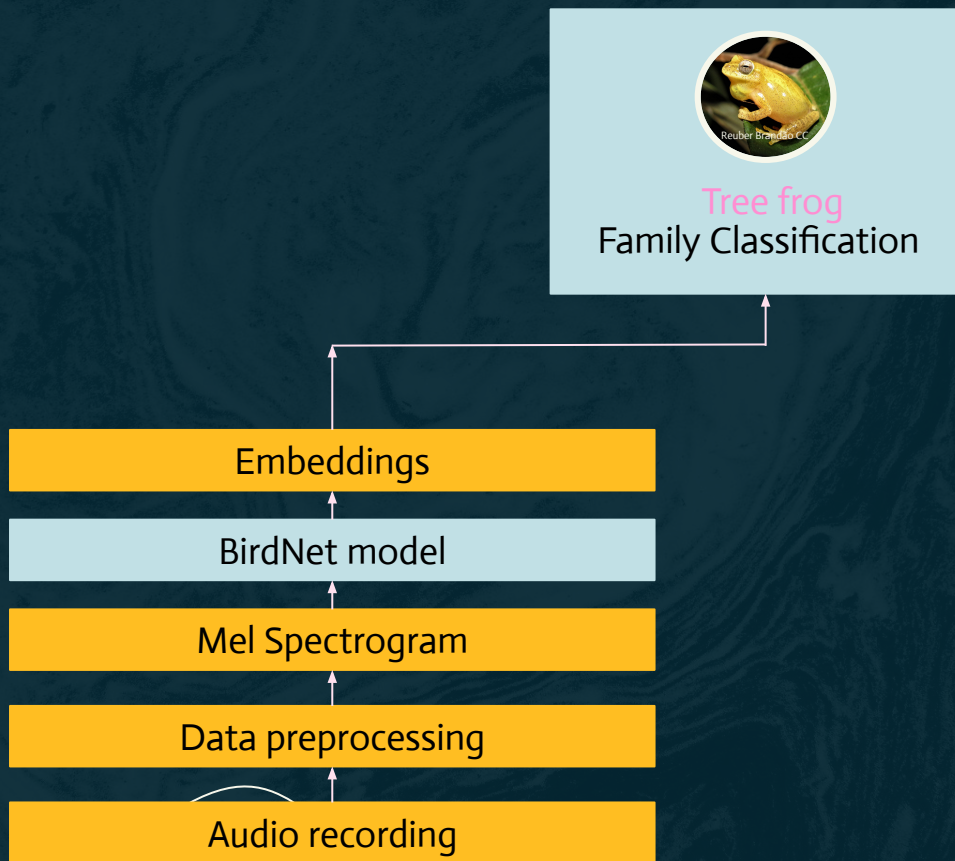 Reuber Brandão CC
Tree frog
Family Classification
Embeddings
BirdNet model
Mel Spectrogram
Data preprocessing
Audio recording